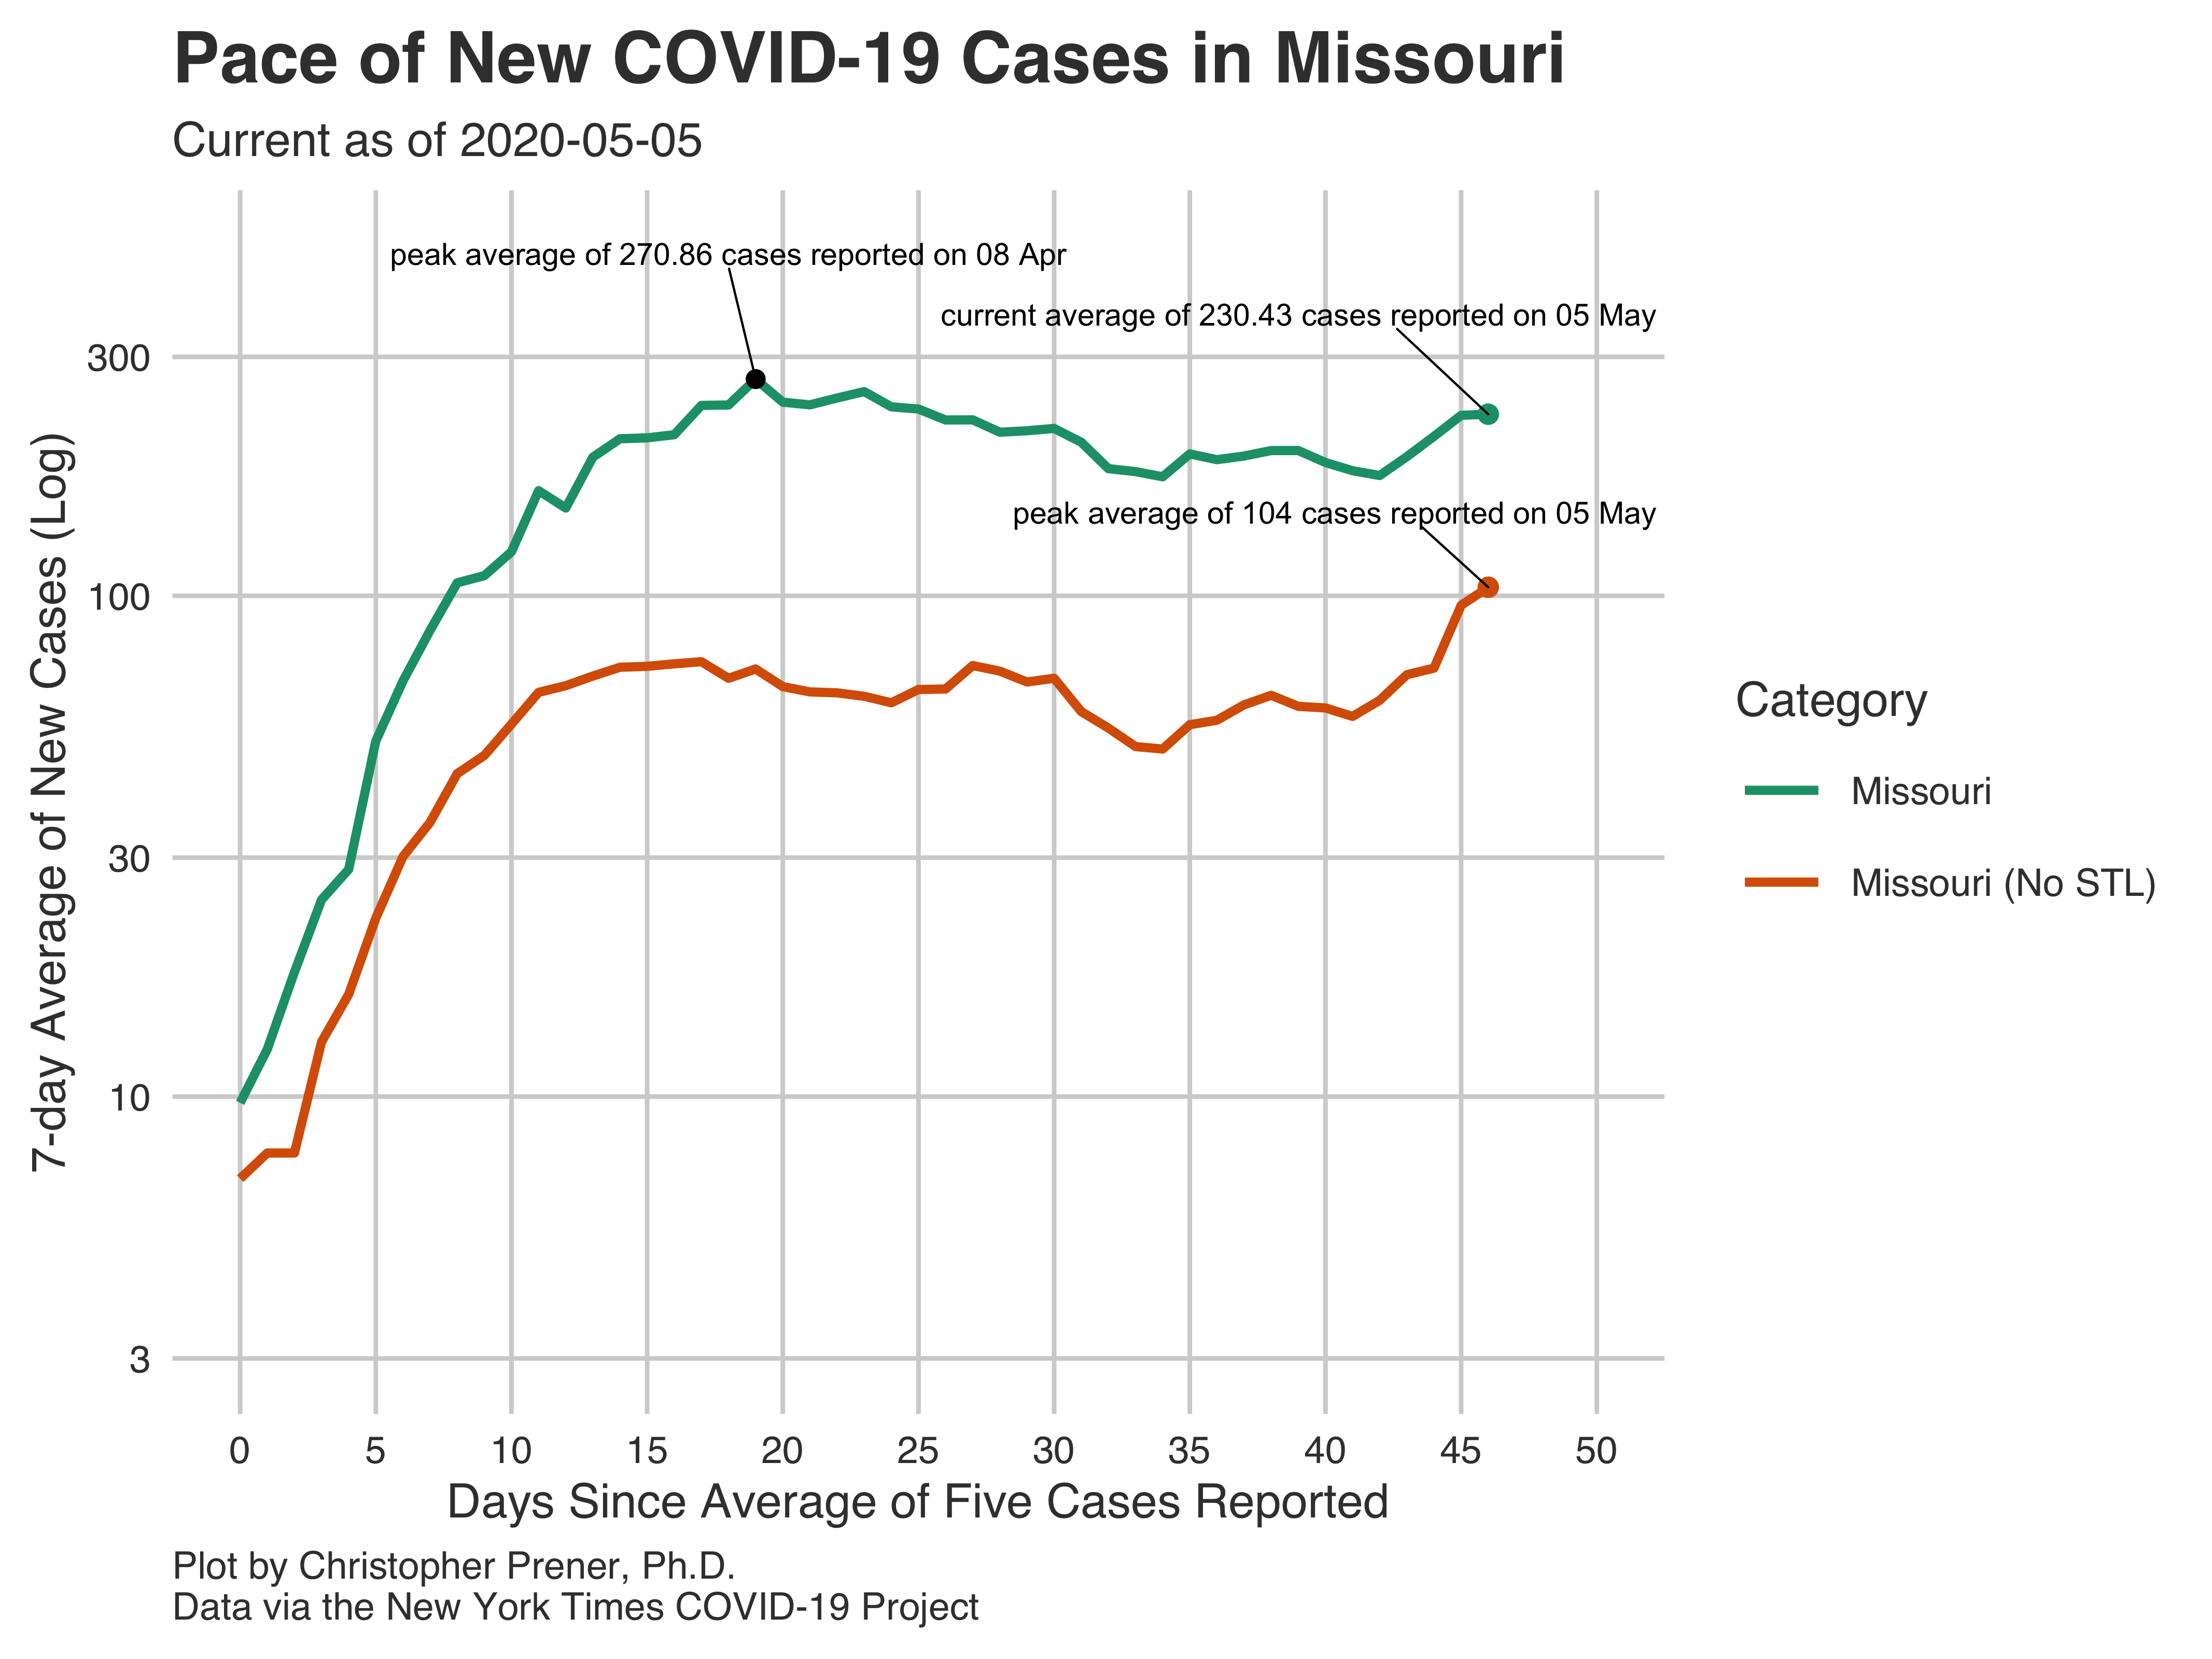 Pace of New COVID-19 Cases in Missouri
Current as of 2020-05-05
peak average of 270.86 cases reported on 08 Apr
current average of 230.43 cases reported on 05 May
peak average of 104 cases reported on 05 May
7-day Average of New Cases (Log)
300
100
30
10
3
0 5 10 15 20 25 30 35 40 45 50
Days Since Average of Five Cases Reported
Category
Missouri
Missouri (No STL)
Plot by Christopher Prener, Ph.D.
Data via the New York Times COVID-19 Project